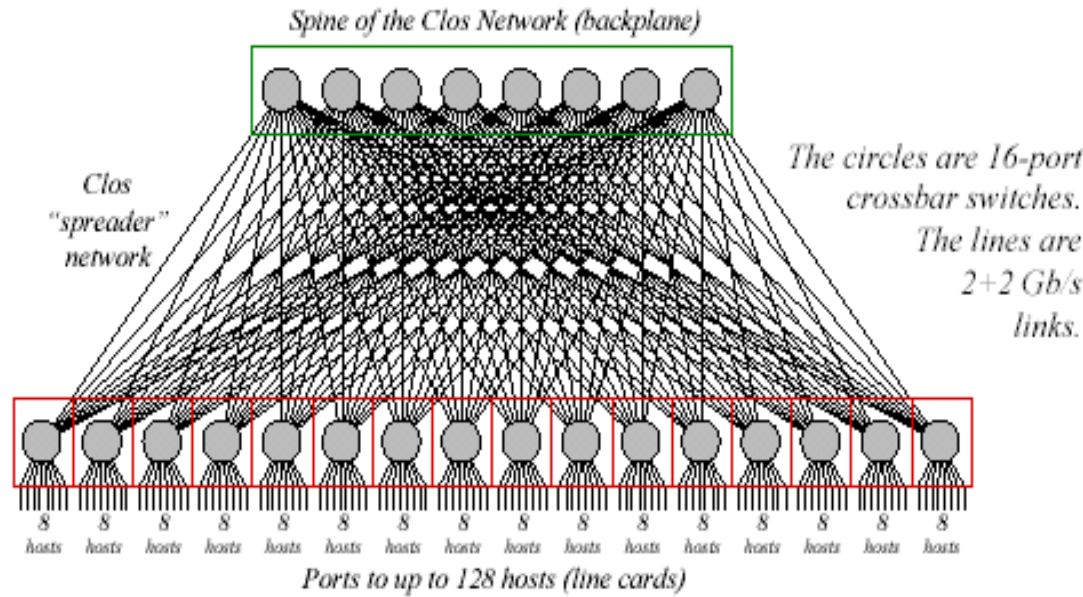 Spine of the Clos Network (backplane)
Clos
“spreader”
network
The circles are 16-port
crossbar switches.
The lines are
2+2 Gb/s
links.
8 8 8 8 8 8 8 8 8 8 8 8 8 8 8 8
hosts hosts hosts hosts hosts hosts hosts hosts hosts hosts hosts hosts hosts hosts hosts hosts
Ports to up to 128 hosts (line cards)